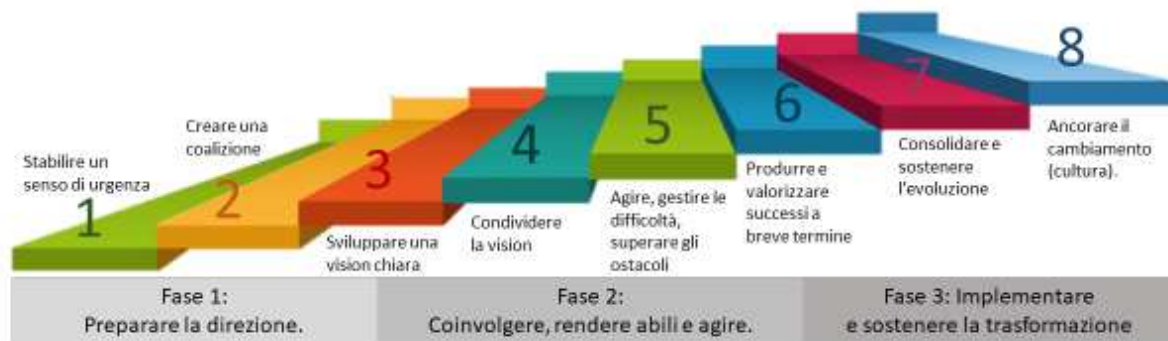 1
Stabilire un
senso di urgenza
2
Creare una
coalizione
3
Sviluppare una
vision chiara
4
Condividere
la vision
5
Agire, gestire le
difficoltà,
superare gli
ostacoli
6
Produrre e
valorizzare
successi a
breve termine
7
Consolidare e
sostenere
l'evoluzione
8
Ancorare il
cambiamento
(cultura).
Fase 1:
Preparare la direzione.
Fase 2:
Coinvolgere, rendere abili e agire.
Fase 3: Implementare
e sostenere la trasformazione